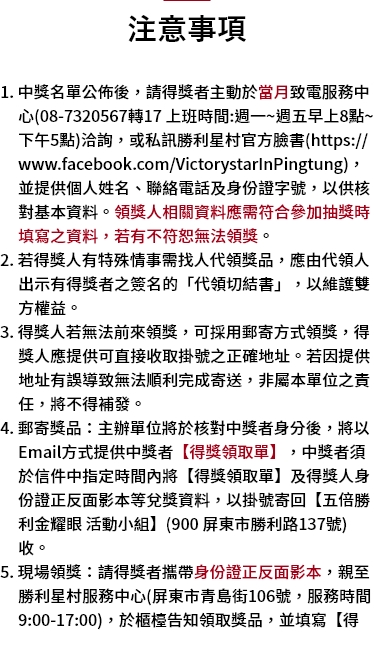 注意事項
1. 中獎名單公佈後，請得獎者主動於當月致電服務中
心(08-7320567轉17 上班時間:週一~週五早上8點~
下午5點)洽詢，或私訊勝利星村官方臉書(https://
www.facebook.com/VictorystarInPingtung)，
並提供個人姓名、聯絡電話及身份證字號，以供核
對基本資料。領獎人相關資料應需符合參加抽獎時
填寫之資料，若有不符恕無法領獎。
2. 若得獎人有特殊情事需找人代領獎品，應由代領人
出示有得獎者之簽名的「代領切結書」，以維護雙
方權益。
3. 得獎人若無法前來領獎，可採用郵寄方式領獎，得
獎人應提供可直接收取掛號之正確地址。若因提供
地址有誤導致無法順利完成寄送，非屬本單位之責
任，將不得補發。
4. 郵寄獎品：主辦單位將於核對中獎者身分後，將以
Email方式提供中獎者【得獎領取單】，中獎者須
於信件中指定時間內將【得獎領取單】及得獎人身
份證正反面影本等兌獎資料，以掛號寄回【五倍勝
利金耀眼 活動小組】(900 屏東市勝利路137號)
收。
5. 現場領獎：請得獎者攜帶身份證正反面影本，親至
勝利星村服務中心(屏東市青島街106號，服務時間
9:00-17:00)，於櫃檯告知領取獎品，並填寫【得